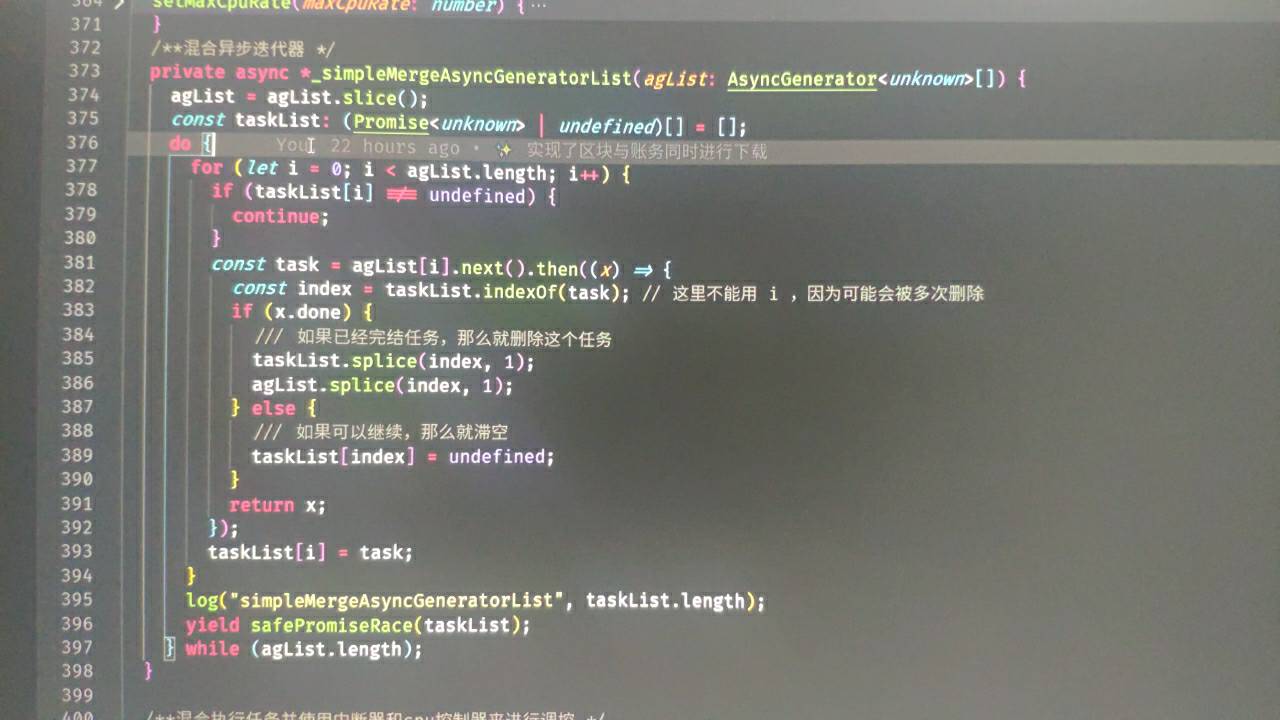 364 setMaxCpuRate(maxCpuRate: number) { ···
371 }
372 /**混合异步迭代器 */
373 private async *_simpleMergeAsyncGeneratorList(agList: AsyncGenerator<unknown>[]) {
374 agList = agList.slice();
375 const taskList: (Promise<unknown> | undefined)[] = [];
376 do { You, 22 hours ago • ✨ 实现了区块与账务同时进行下载
377 for (let i = 0; i < agList.length; i++) {
378 if (taskList[i] !== undefined) {
379 continue;
380 }
381 const task = agList[i].next().then((x) => {
382 const index = taskList.indexOf(task); // 这里不能用 i ，因为可能会被多次删除
383 if (x.done) {
384 /// 如果已经完结任务，那么就删除这个任务
385 taskList.splice(index, 1);
386 agList.splice(index, 1);
387 } else {
388 /// 如果可以继续，那么就滞空
389 taskList[index] = undefined;
390 }
391 return x;
392 });
393 taskList[i] = task;
394 }
395 log("simpleMergeAsyncGeneratorList", taskList.length);
396 yield safePromiseRace(taskList);
397 } while (agList.length);
398 }
399
400 /**混合执行任务并使用中断器和cpu控制器来进行调控 */